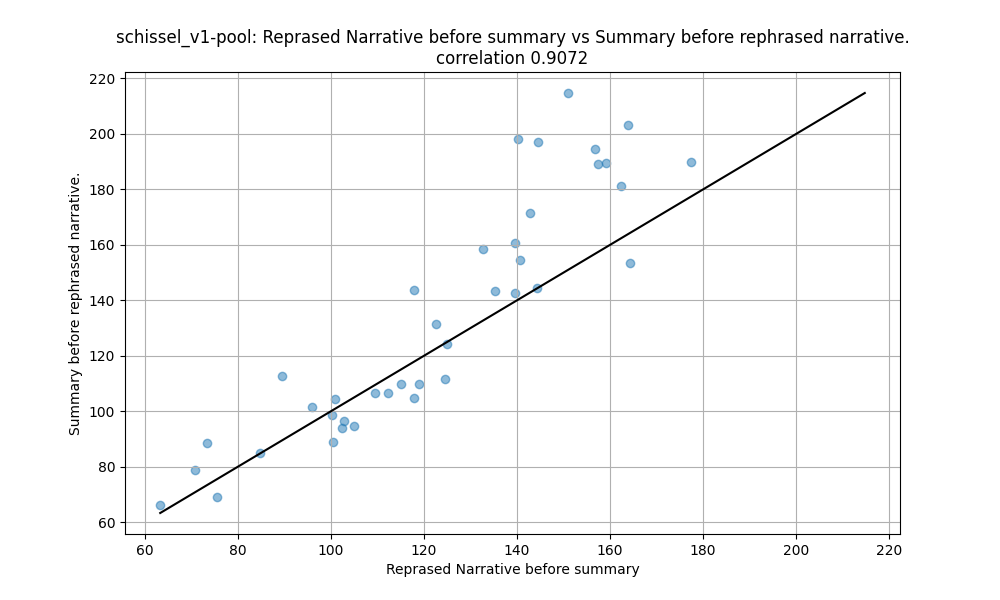 schissel_v1-pool: Reprased Narrative before summary vs Summary before rephrased narrative.
correlation 0.9072
220
200
180
160
140
120
100
80
60
Summary before rephrased narrative.
60 80 100 120 140 160 180 200 220
Reprased Narrative before summary